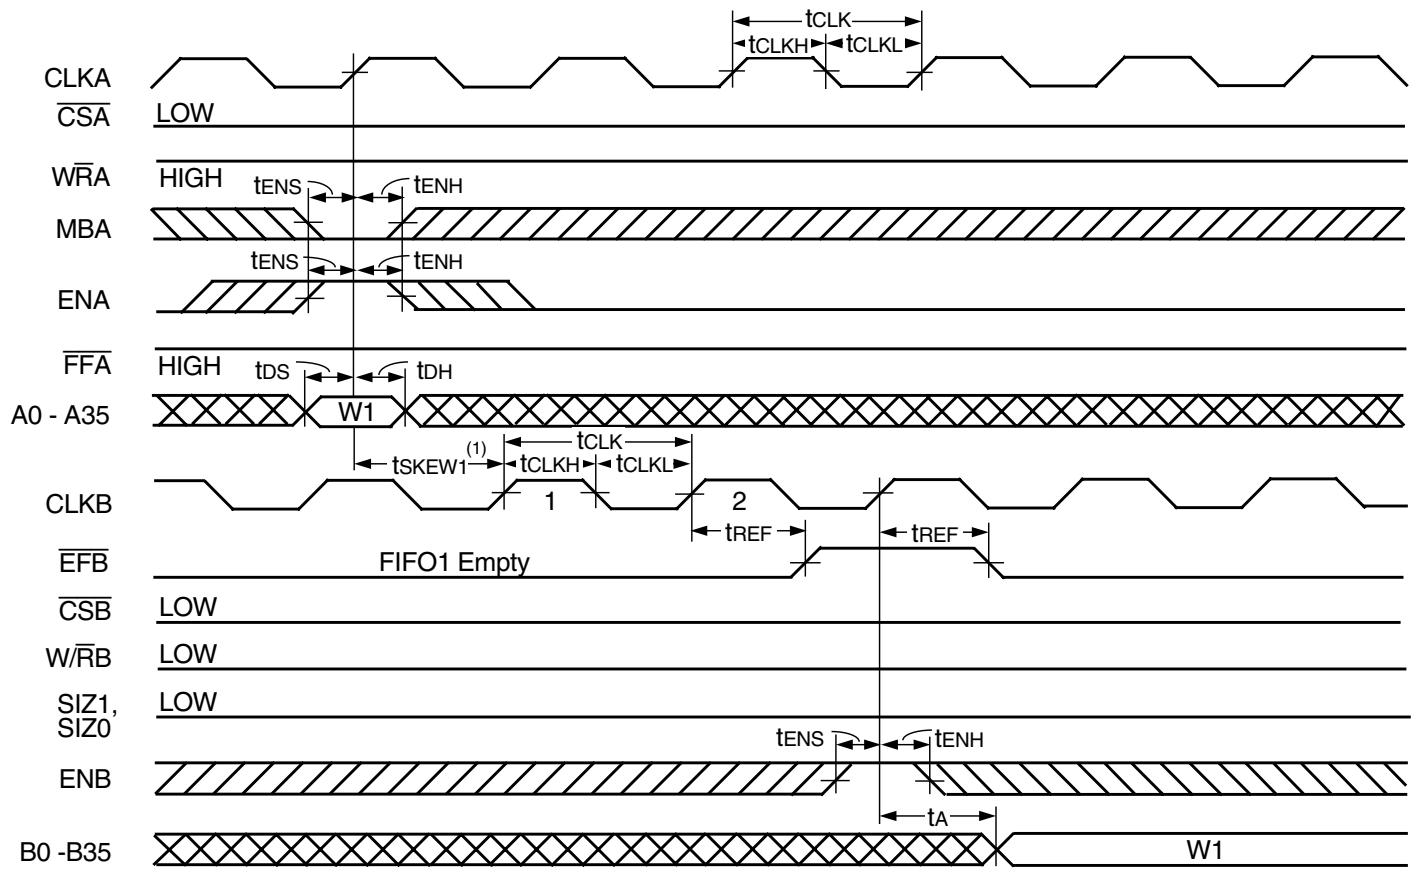 tCLK
tCLKH tCLKL
CLKA
CSA LOW
WRA HIGH
tENS tENH
MBA
tENS tENH
ENA
FFA HIGH
tDS tDH
A0 - A35 W1
tSKEW1(1) tCLK
tCLKH tCLKL
CLKB 1 2
tREF tREF
EFB FIFO1 Empty
CSB LOW
W/RB LOW
SIZ1, SIZ0 LOW
tENS tENH
ENB
tA
B0 -B35 W1